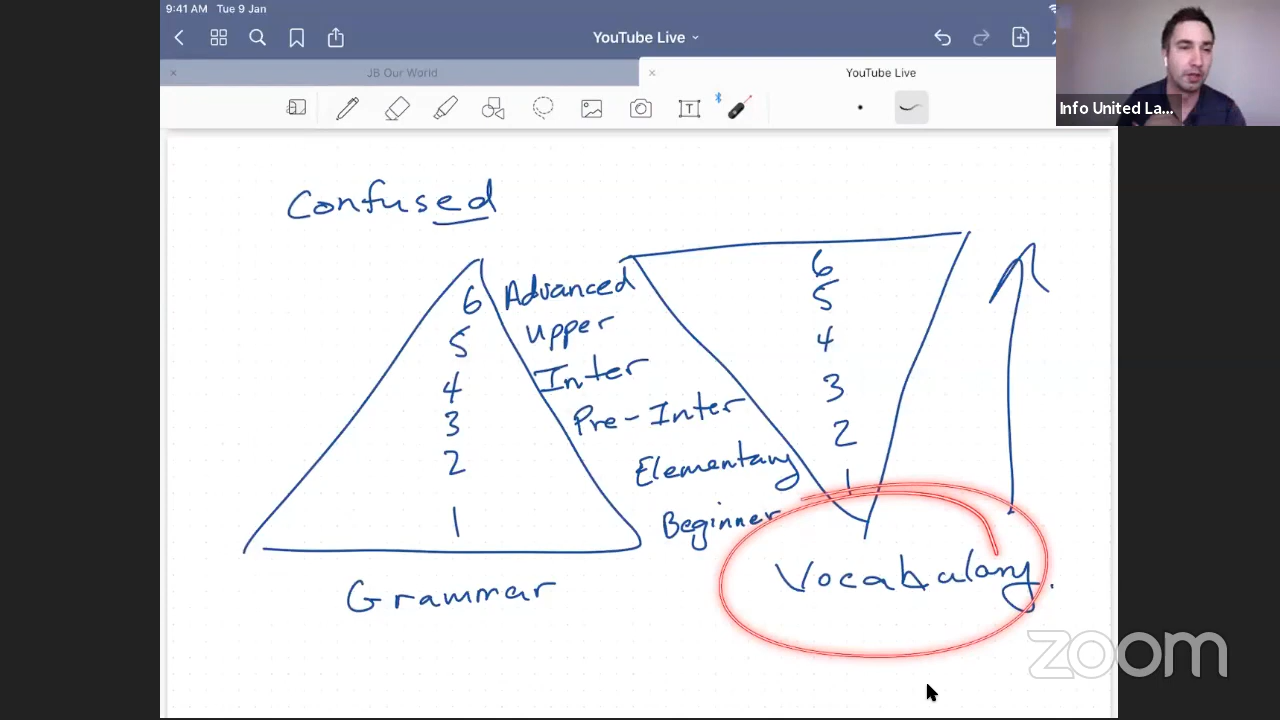 9:41 AM Tue 9 Jan
YouTube Live
JB Our World
YouTube Live
T
Info United La...
Confused
6 Advanced
5 Upper
4 Inter
3 Pre-Inter
2 Elementary
1 Beginner
Grammar
6
5
4
3
2
1
Vocabulary.
zoom